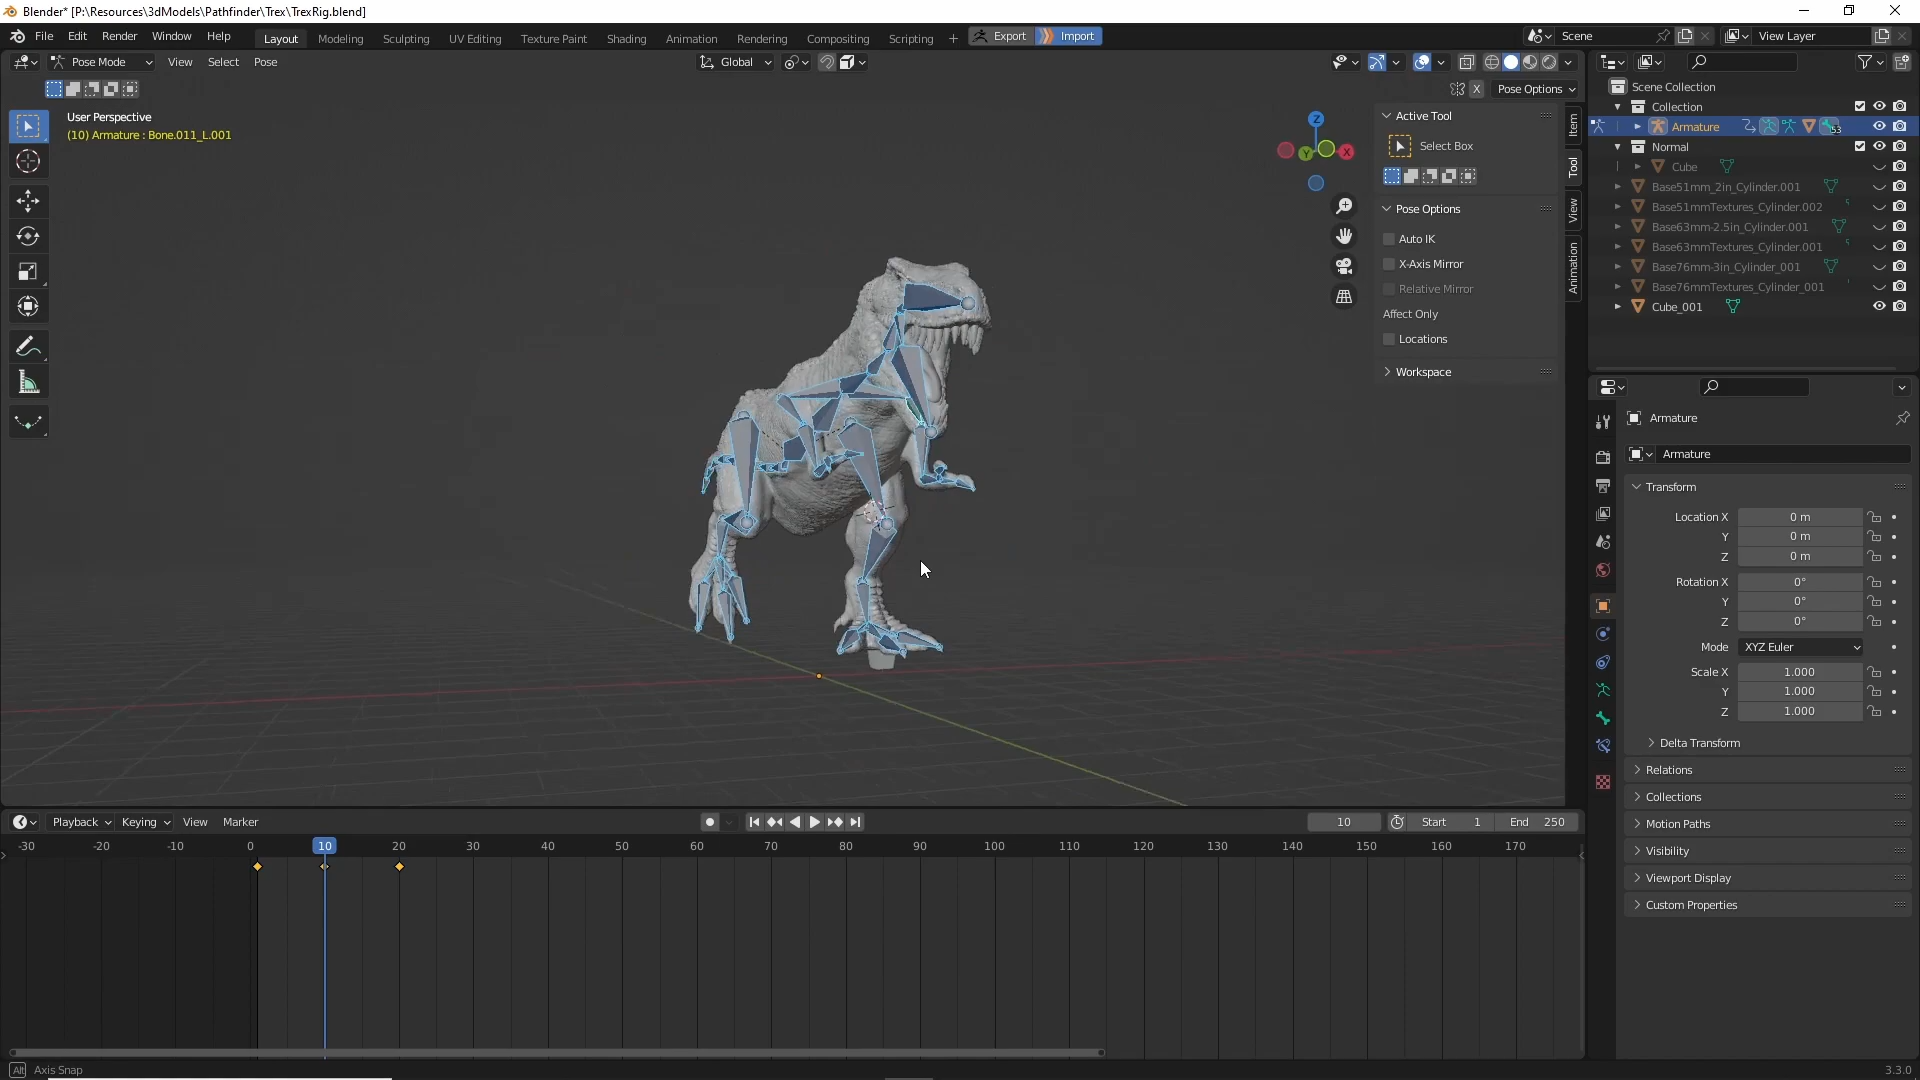 Blender* [P:\Resources\3dModels\Pathfinder\Trex\TrexRig.blend]
File Edit Render Window Help Layout Modeling Sculpting UV Editing Texture Paint Shading Animation Rendering Compositing Scripting + Export Import Scene View Layer
Pose Mode View Select Pose Global
X Pose Options
User Perspective
(10) Armature : Bone.011_L.001
Z
Y
X
Active Tool
Select Box
Pose Options
Auto IK
X-Axis Mirror
Relative Mirror
Affect Only
Locations
Workspace
Item
Tool
View
Animation
Scene Collection
Collection
Armature 53
Normal
Cube
Base51mm_2in_Cylinder.001
Base51mmTextures_Cylinder.002
Base63mm-2.5in_Cylinder.001
Base63mmTextures_Cylinder.001
Base76mm-3in_Cylinder_001
Base76mmTextures_Cylinder_001
Cube_001
Armature
Armature
Transform
Location X 0 m
Y 0 m
Z 0 m
Rotation X 0°
Y 0°
Z 0°
Mode XYZ Euler
Scale X 1.000
Y 1.000
Z 1.000
Delta Transform
Relations
Collections
Motion Paths
Visibility
Viewport Display
Custom Properties
Playback Keying View Marker 10 Start 1 End 250
-30 -20 -10 0 10 20 30 40 50 60 70 80 90 100 110 120 130 140 150 160 170
Alt Axis Snap 3.3.0